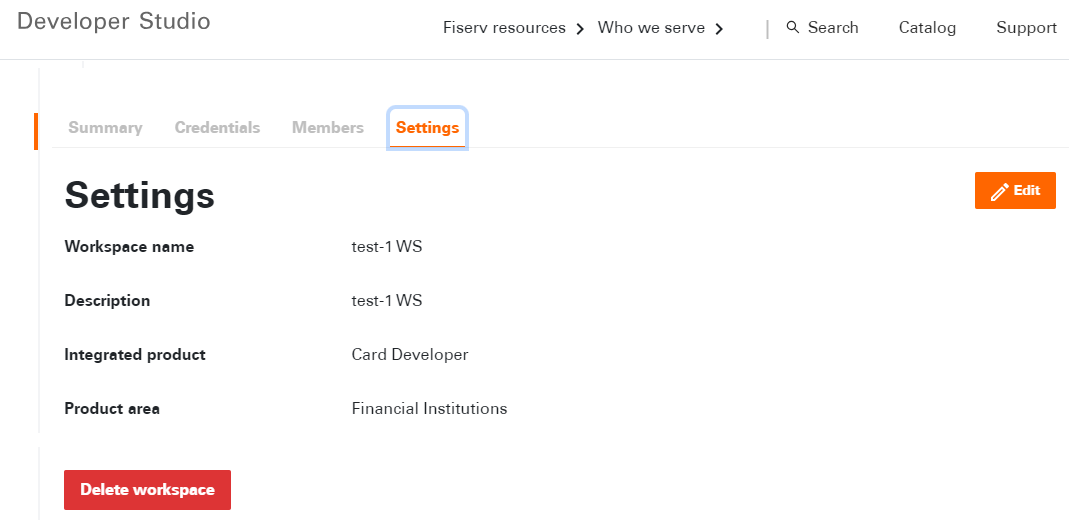 Developer Studio
Fiserv resources Who we serve | Search Catalog Support
Summary Credentials Members Settings
Settings
Edit
Workspace name test-1 WS
Description test-1 WS
Integrated product Card Developer
Product area Financial Institutions
Delete workspace